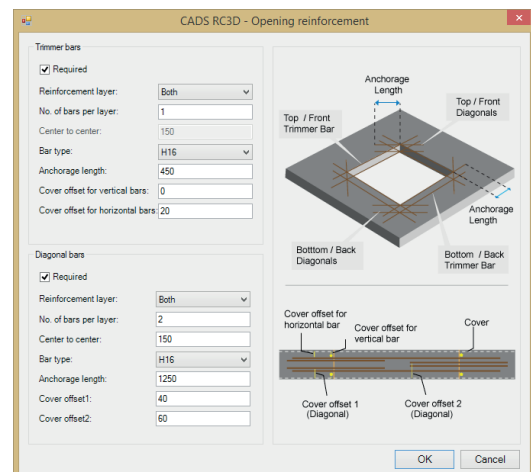 CADS RC3D - Opening reinforcement
Trimmer bars
Required
Reinforcement layer: Both
No. of bars per layer: 1
Center to center: 150
Bar type: H16
Anchorage length: 450
Cover offset for vertical bars: 0
Cover offset for horizontal bars: 20
Diagonal bars
Required
Reinforcement layer: Both
No. of bars per layer: 2
Center to center: 150
Bar type: H16
Anchorage length: 1250
Cover offset1: 40
Cover offset2: 60
Anchorage
Length
Top / Front
Diagonals
Top / Front
Trimmer Bar
Anchorage
Length
Botttom / Back
Diagonals
Bottom / Back
Trimmer Bar
Cover offset for
horizontal bar
Cover offset for
vertical bar
Cover
Cover offset 1
(Diagonal)
Cover offset 2
(Diagonal)
OK
Cancel